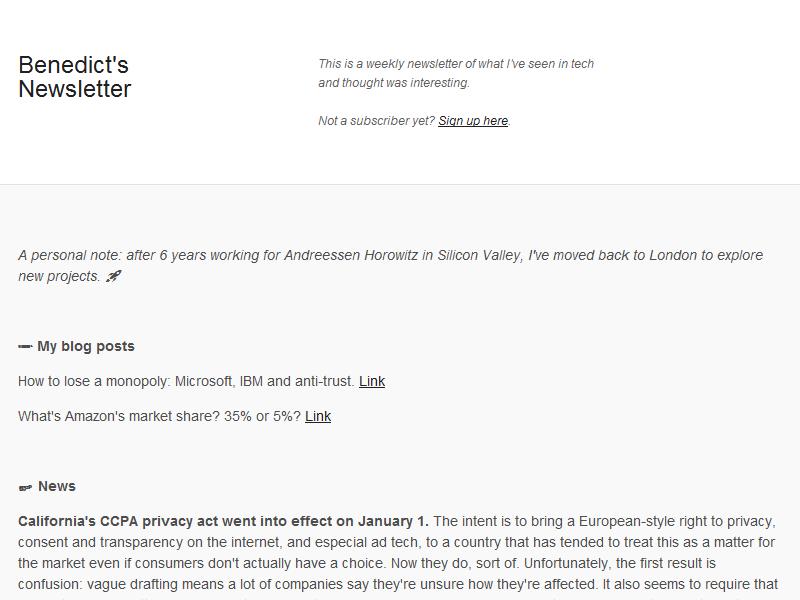 Benedict's
Newsletter
This is a weekly newsletter of what I've seen in tech
and thought was interesting.
Not a subscriber yet? Sign up here.
A personal note: after 6 years working for Andreessen Horowitz in Silicon Valley, I've moved back to London to explore
new projects. 🚀
My blog posts
How to lose a monopoly: Microsoft, IBM and anti-trust. Link
What's Amazon's market share? 35% or 5%? Link
News
California's CCPA privacy act went into effect on January 1. The intent is to bring a European-style right to privacy,
consent and transparency on the internet, and especial ad tech, to a country that has tended to treat this as a matter for
the market even if consumers don't actually have a choice. Now they do, sort of. Unfortunately, the first result is
confusion: vague drafting means a lot of companies say they're unsure how they're affected. It also seems to require that